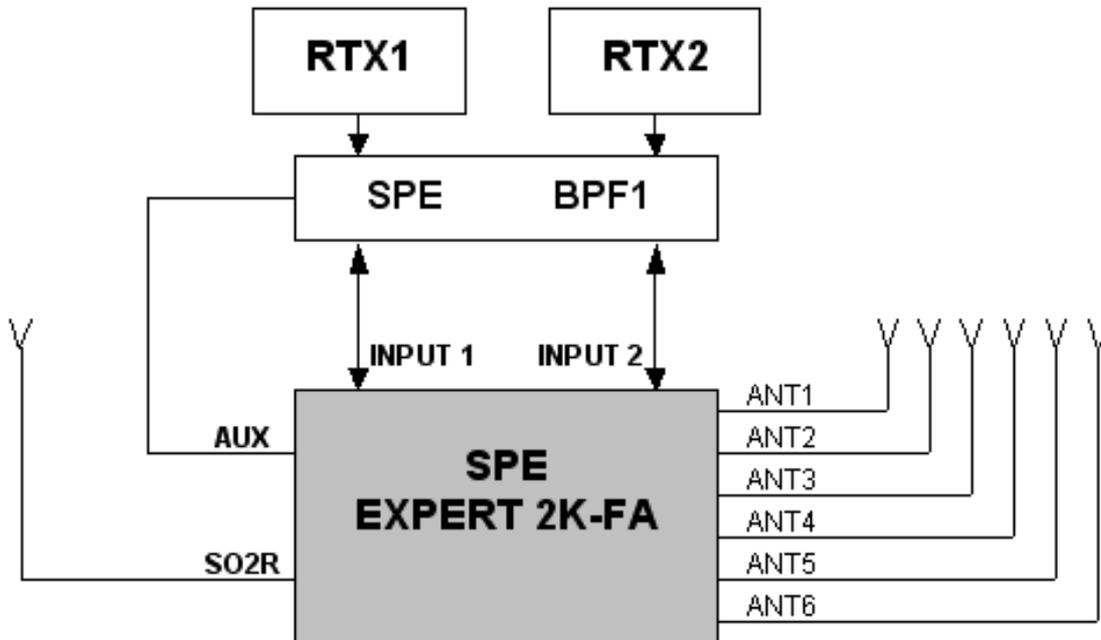 RTX1 RTX2
SPE BPF1
INPUT 1 INPUT 2
ANT1
AUX
ANT2
SPE
EXPERT 2K-FA
ANT3
ANT4
SO2R
ANT5
ANT6